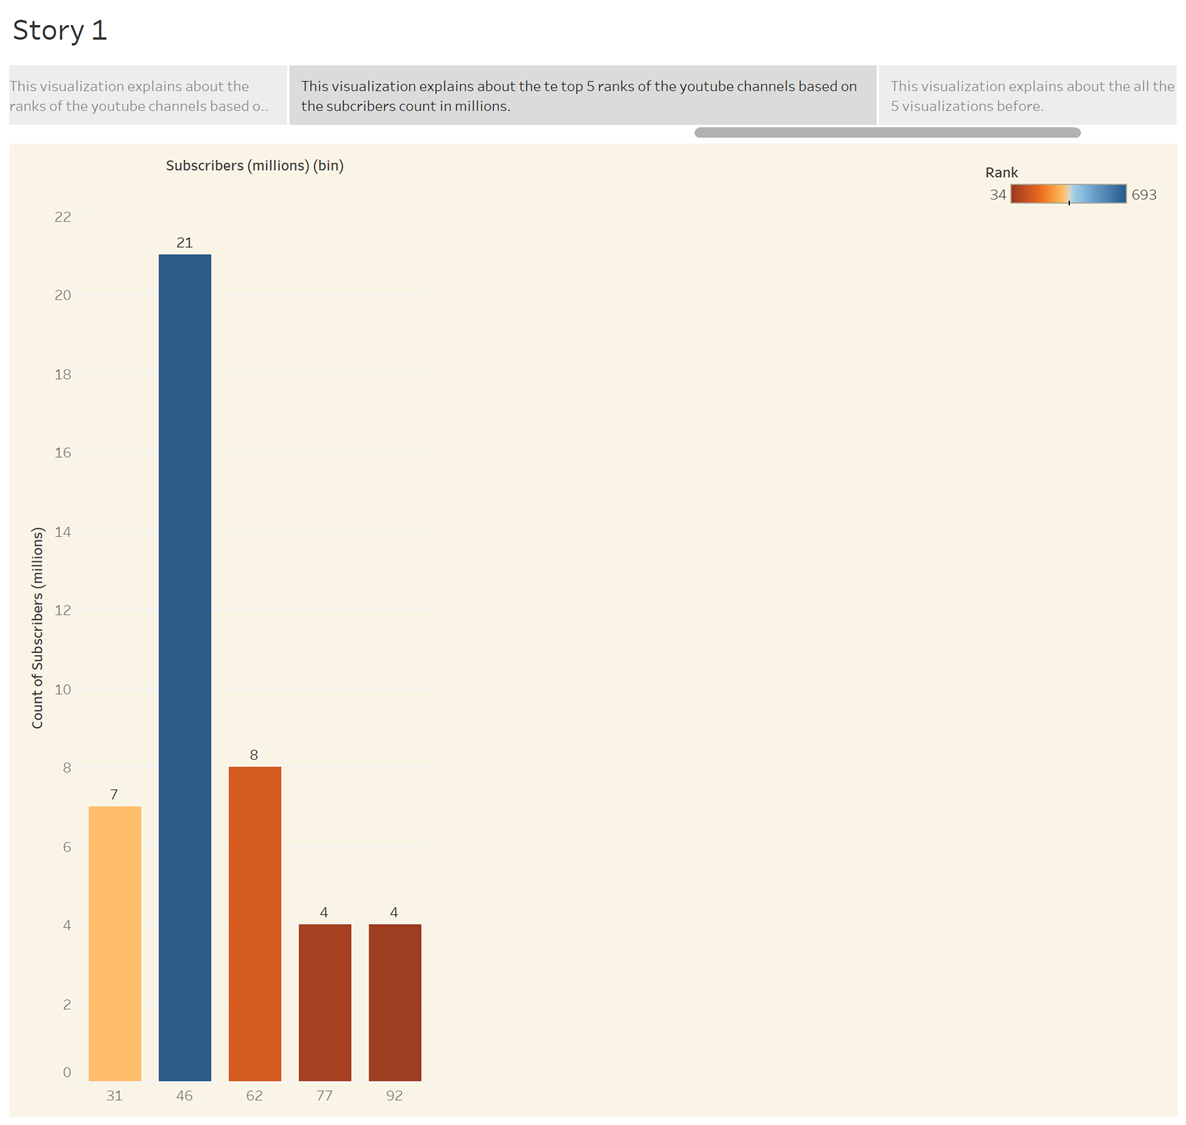 Story 1
This visualization explains about the
ranks of the youtube channels based o..
This visualization explains about the te top 5 ranks of the youtube channels based on
the subcribers count in millions.
This visualization explains about the all the
5 visualizations before.
Subscribers (millions) (bin)
Rank
34 693
22
20
18
16
14
12
10
8
6
4
2
0
Count of Subscribers (millions)
7
21
8
4
4
31 46 62 77 92